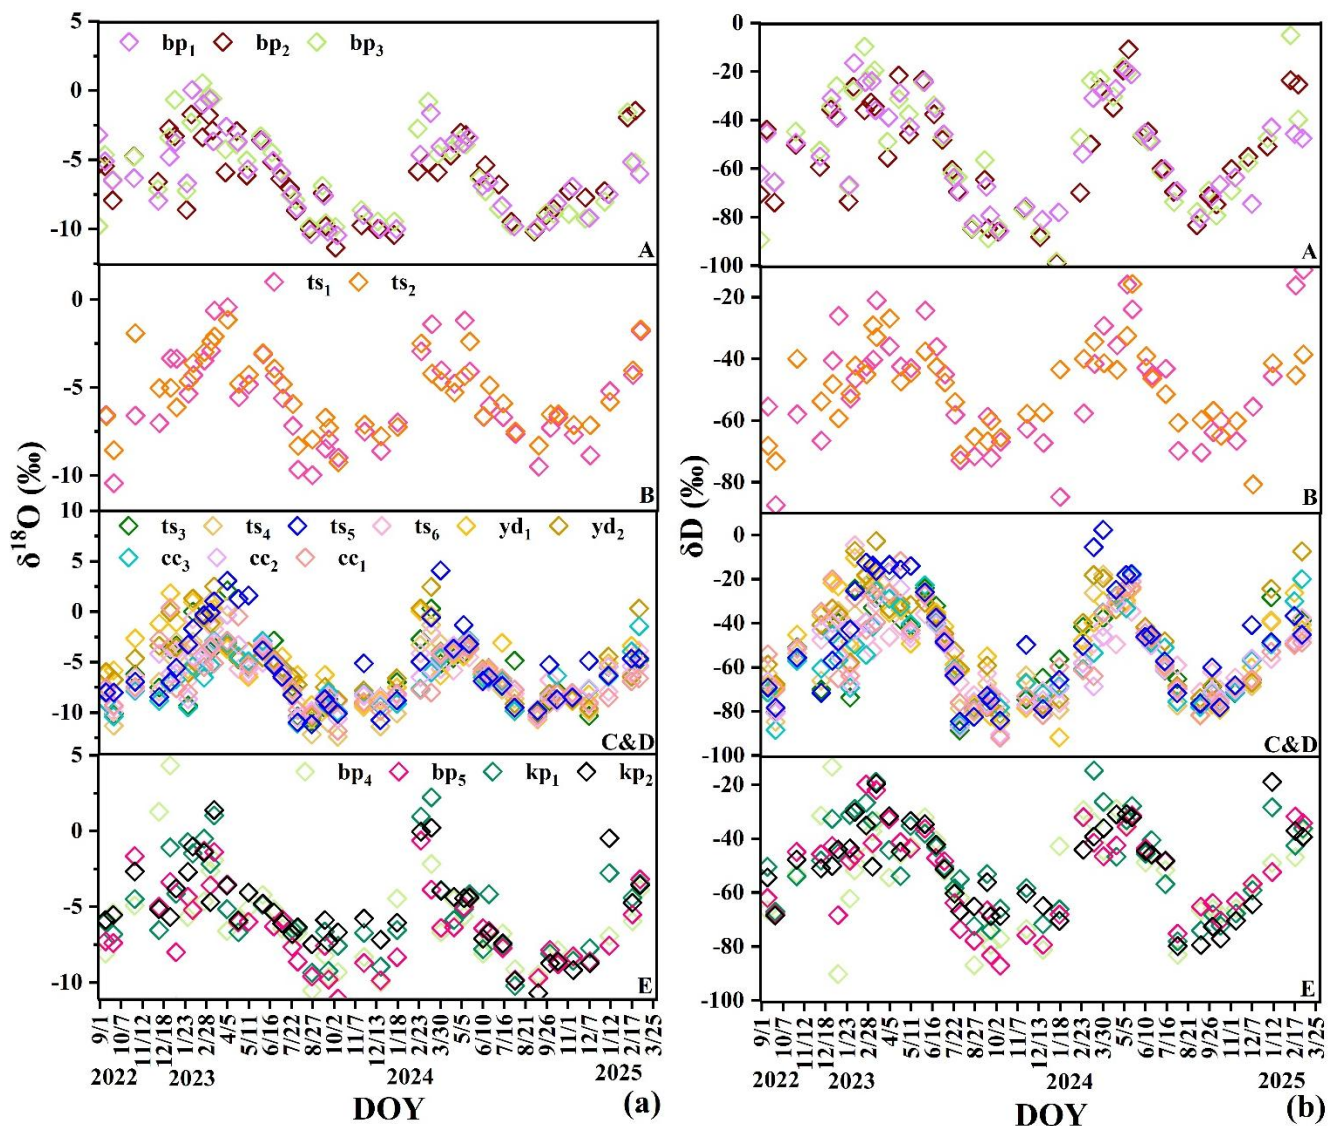 5
0
-5
-10
bp1 bp2 bp3
A
0
-5
-10
ts1 ts2
B
10
5
0
-5
-10
ts3 ts4 ts5 ts6 yd1 yd2
cc3 cc2 cc1
C&D
5
0
-5
-10
bp4 bp5 kp1 kp2
E
δ18O (‰)
9/1 10/7 11/12 12/18 1/23 2/28 4/5 5/11 6/16 7/22 8/27 10/2 11/7 12/13 1/18 2/23 3/30 5/5 6/10 7/16 8/21 9/26 11/1 12/7 1/12 2/17 3/25
2022 2023 2024 2025
DOY
(a)
0
-20
-40
-60
-80
-100
A
-20
-40
-60
-80
B
0
-20
-40
-60
-80
-100
C&D
-20
-40
-60
-80
-100
E
δD (‰)
9/1 10/7 11/12 12/18 1/23 2/28 4/5 5/11 6/16 7/22 8/27 10/2 11/7 12/13 1/18 2/23 3/30 5/5 6/10 7/16 8/21 9/26 11/1 12/7 1/12 2/17 3/25
2022 2023 2024 2025
DOY
(b)